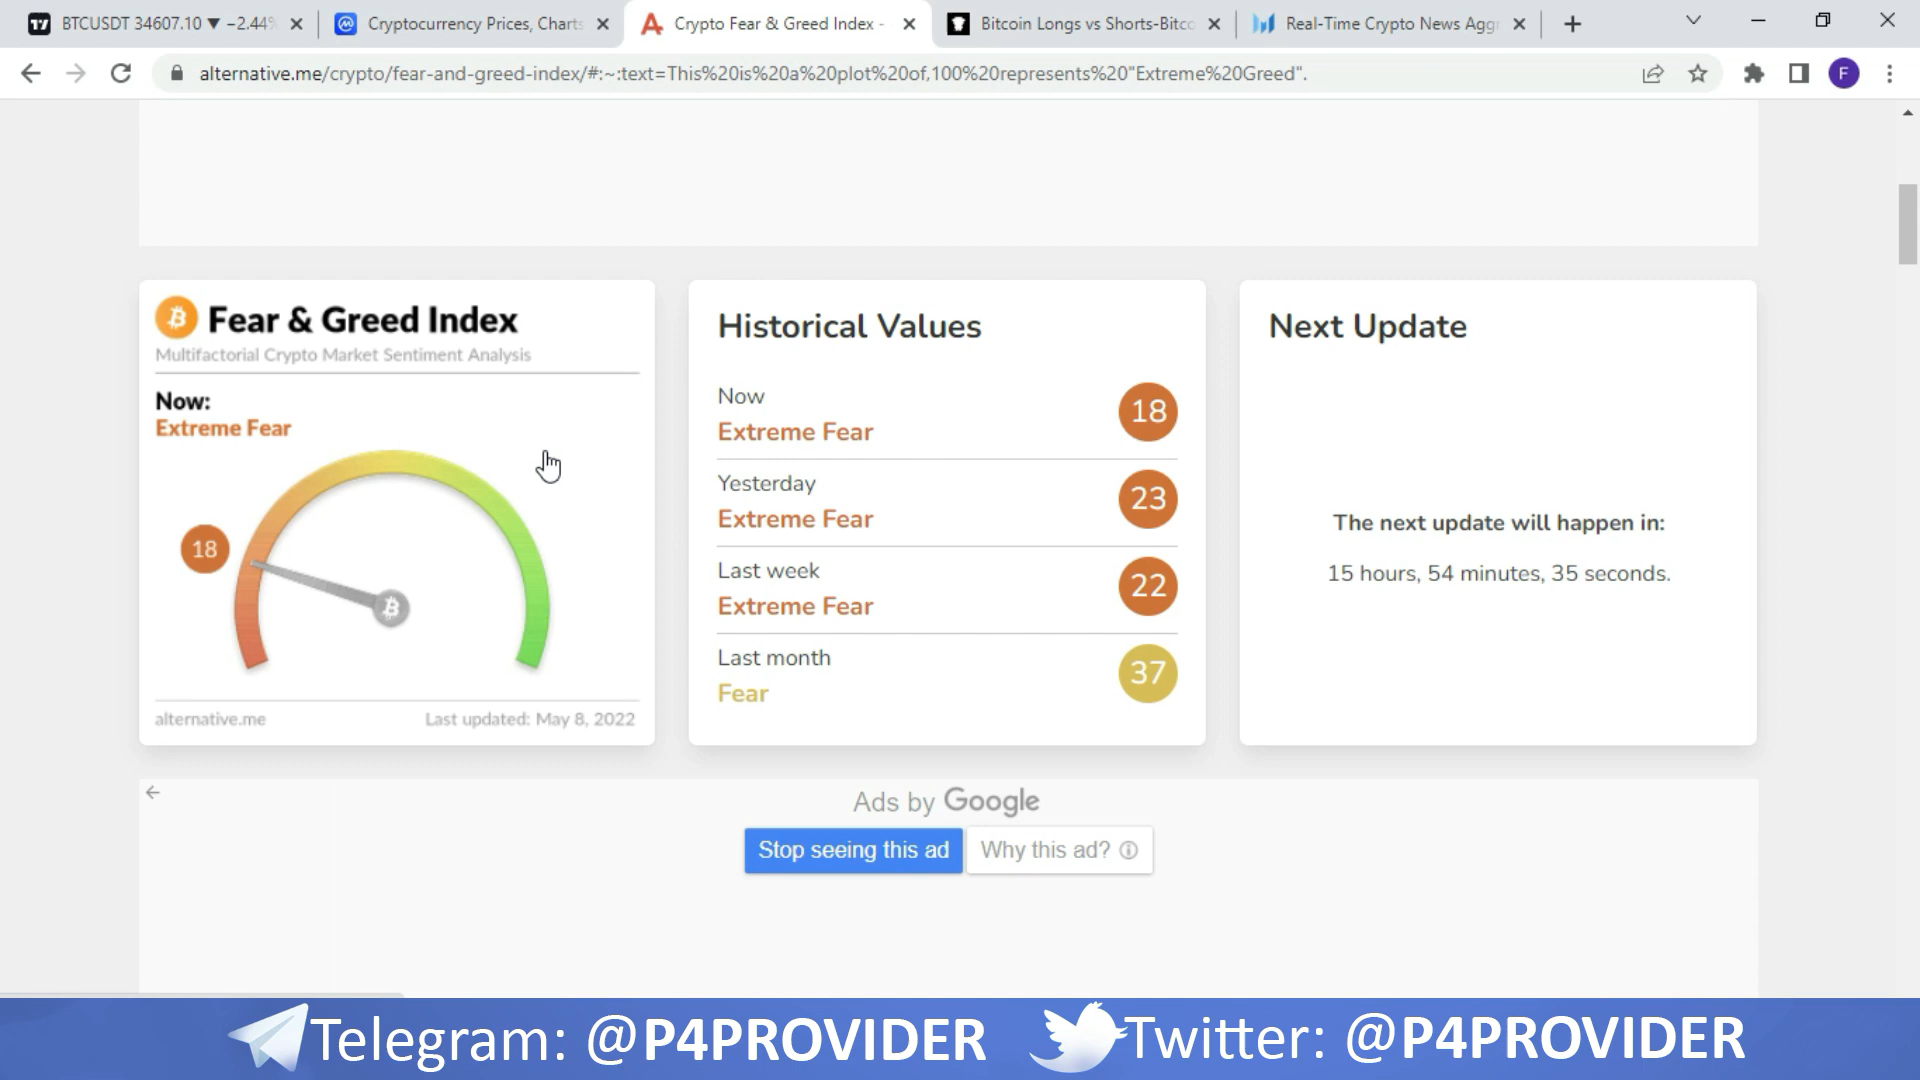 BTCUSDT 34607.10 ▼ −2.44%
Cryptocurrency Prices, Charts
Crypto Fear & Greed Index -
Bitcoin Longs vs Shorts-Bitco
Real-Time Crypto News Aggr
alternative.me/crypto/fear-and-greed-index/#:~:text=This%20is%20a%20plot%20of,100%20represents%20"Extreme%20Greed".
F
Fear & Greed Index
Multifactorial Crypto Market Sentiment Analysis
Now:
Extreme Fear
18
alternative.me
Last updated: May 8, 2022
Historical Values
Now
Extreme Fear
18
Yesterday
Extreme Fear
23
Last week
Extreme Fear
22
Last month
Fear
37
Next Update
The next update will happen in:
15 hours, 54 minutes, 35 seconds.
Ads by Google
Stop seeing this ad
Why this ad?
Telegram: @P4PROVIDER
Twitter: @P4PROVIDER